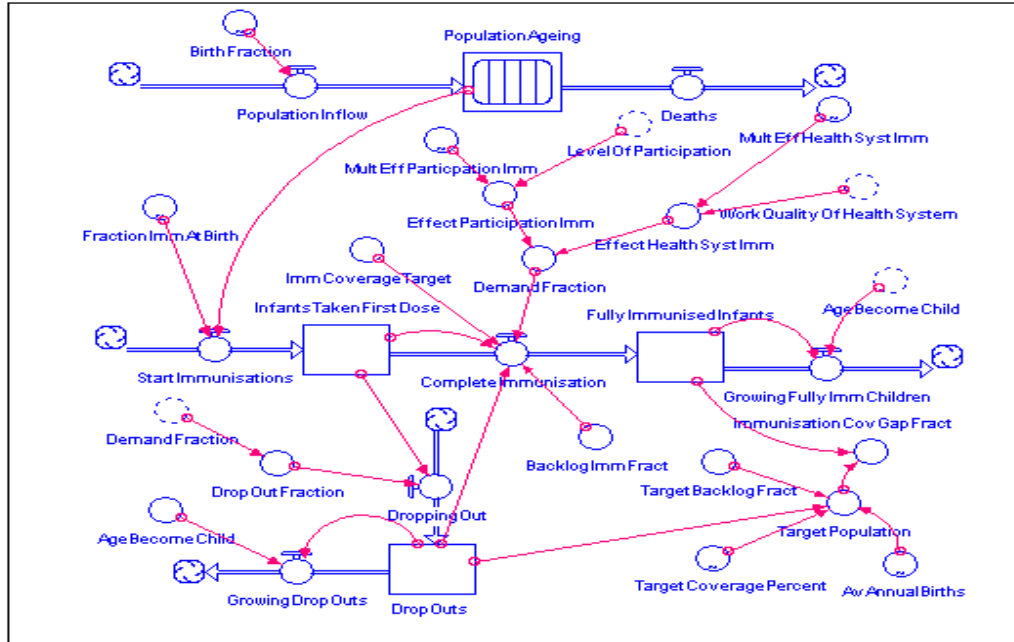 Population Ageing
Birth Fraction
Population Inflow
Deaths
Mult Eff Health Syst Imm
Level Of Participation
Mult Eff Particpation Imm
Work Quality Of Health System
Effect Participation Imm
Fraction Imm At Birth
Effect Health Syst Imm
Imm Coverage Target
Demand Fraction
Infants Taken First Dose
Fully Immunised Infants
Age Become Child
Start Immunisations
Complete Immunisation
Growing Fully Imm Children
Immunisation Cov Gap Fract
Demand Fraction
Backlog Imm Fract
Drop Out Fraction
Target Backlog Fract
Dropping Out
Target Population
Age Become Child
Target Coverage Percent
Av Annual Births
Growing Drop Outs
Drop Outs